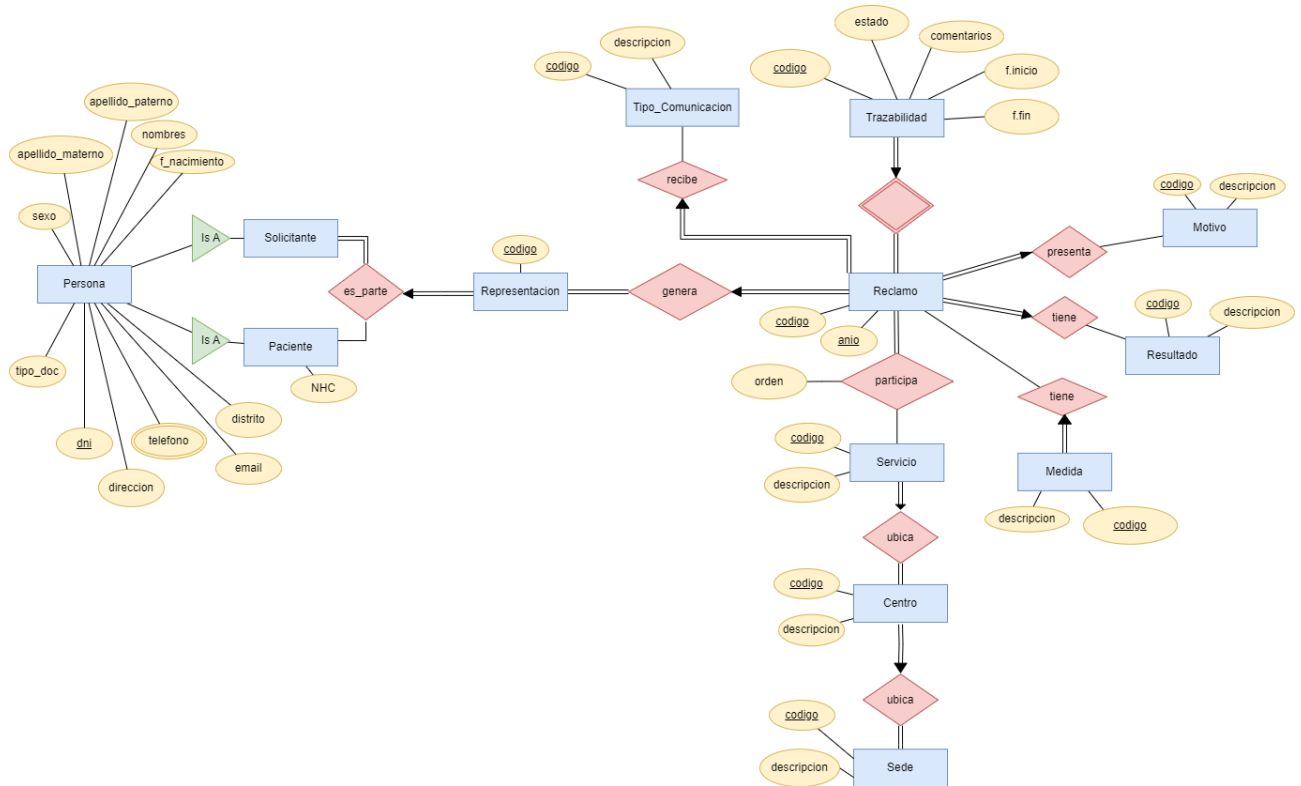 estado
descripcion
comentarios
codigo
codigo
f.inicio
apellido_paterno
Tipo_Comunicacion
Trazabilidad
f.fin
nombres
apellido_materno
f_nacimiento
recibe
codigo
descripcion
sexo
Is A
Solicitante
Motivo
codigo
presenta
Persona
es_parte
Representacion
genera
Reclamo
codigo
descripcion
codigo
tiene
anio
Is A
Paciente
Resultado
tipo_doc
NHC
orden
participa
tiene
distrito
dni
telefono
codigo
email
Servicio
Medida
direccion
descripcion
descripcion
codigo
ubica
codigo
Centro
descripcion
ubica
codigo
descripcion
Sede